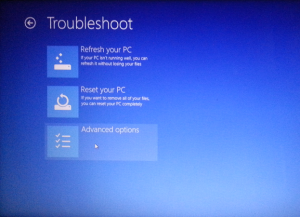 Troubleshoot
Refresh your PC
If your PC isn't running well, you can
refresh it without losing your files
Reset your PC
If you want to remove all of your files,
you can reset your PC completely
Advanced options